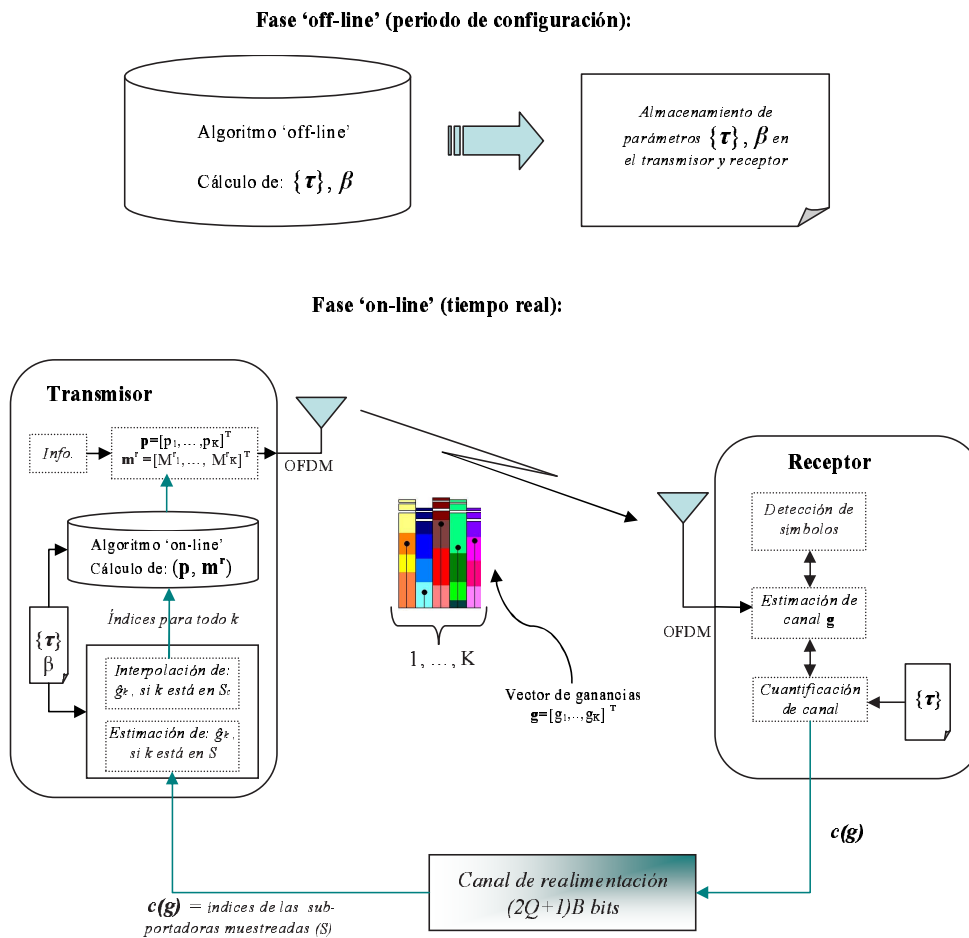 Fase ‘off-line’ (periodo de configuración):
Algoritmo ‘off-line’
Cálculo de: {τ}, β
Almacenamiento de
parámetros {τ}, β en
el transmisor y receptor
Fase ‘on-line’ (tiempo real):
Transmisor
Info.
p=[p1,…,pK]T
mr =[Mr1,…, MrK]T
OFDM
Algoritmo ‘on-line’
Cálculo de: (p, mr)
Índices para todo k
{τ}
β
Interpolación de:
ĝk, si k está en Sc
Estimación de: ĝk,
si k está en S
1, … , K
Vector de ganancias
g=[g1,..,gK] T
Receptor
Detección de
símbolos
OFDM
Estimación de
canal g
Cuantificación
de canal
{τ}
c(g)
Canal de realimentación
(2Q+1)B bits
c(g) = índices de las sub-
portadoras muestreadas (S)